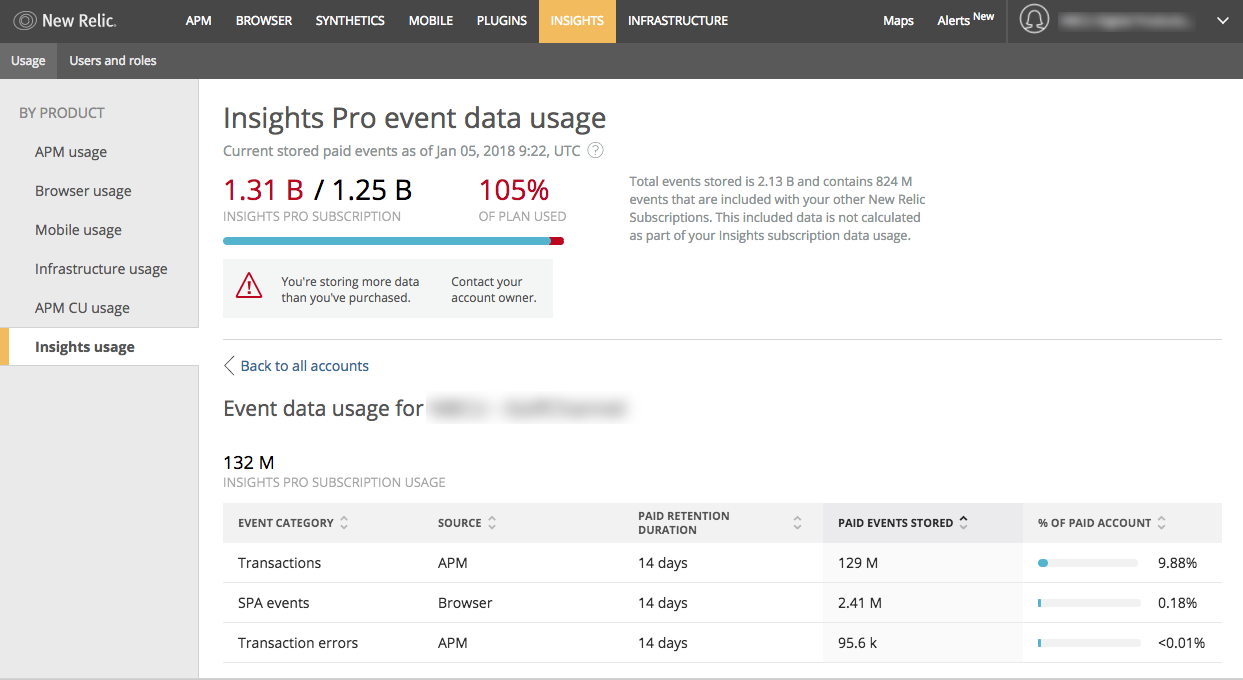 New Relic.
APM BROWSER SYNTHETICS MOBILE PLUGINS INSIGHTS INFRASTRUCTURE Maps Alerts New
Usage Users and roles
BY PRODUCT
APM usage
Browser usage
Mobile usage
Infrastructure usage
APM CU usage
Insights usage
Insights Pro event data usage
Current stored paid events as of Jan 05, 2018 9:22, UTC ?
1.31 B / 1.25 B
INSIGHTS PRO SUBSCRIPTION
105%
OF PLAN USED
Total events stored is 2.13 B and contains 824 M
events that are included with your other New Relic
Subscriptions. This included data is not calculated
as part of your Insights subscription data usage.
You're storing more data
than you've purchased.
Contact your
account owner.
Back to all accounts
Event data usage for
132 M
INSIGHTS PRO SUBSCRIPTION USAGE
EVENT CATEGORY SOURCE PAID RETENTION DURATION PAID EVENTS STORED % OF PAID ACCOUNT
Transactions APM 14 days 129 M 9.88%
SPA events Browser 14 days 2.41 M 0.18%
Transaction errors APM 14 days 95.6 k <0.01%